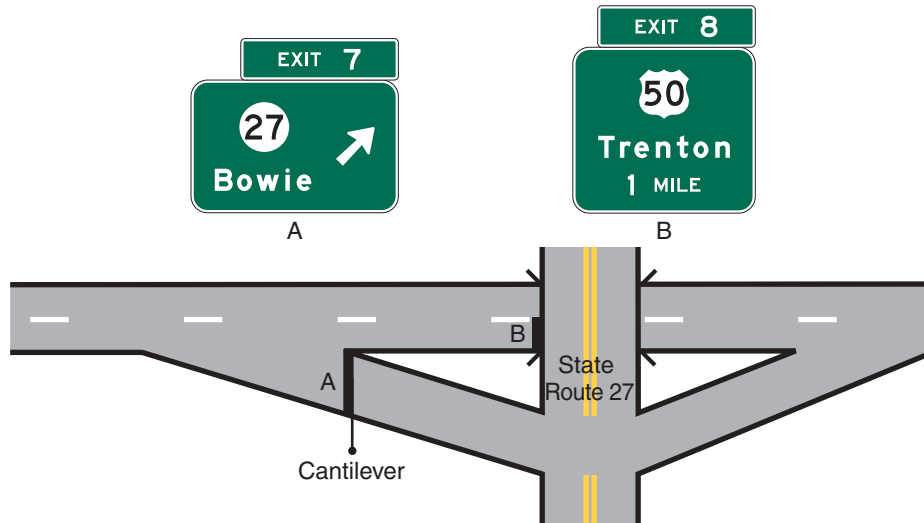 EXIT 7
27
Bowie
A
EXIT 8
50
Trenton
1 MILE
B
B
A
State
Route 27
Cantilever